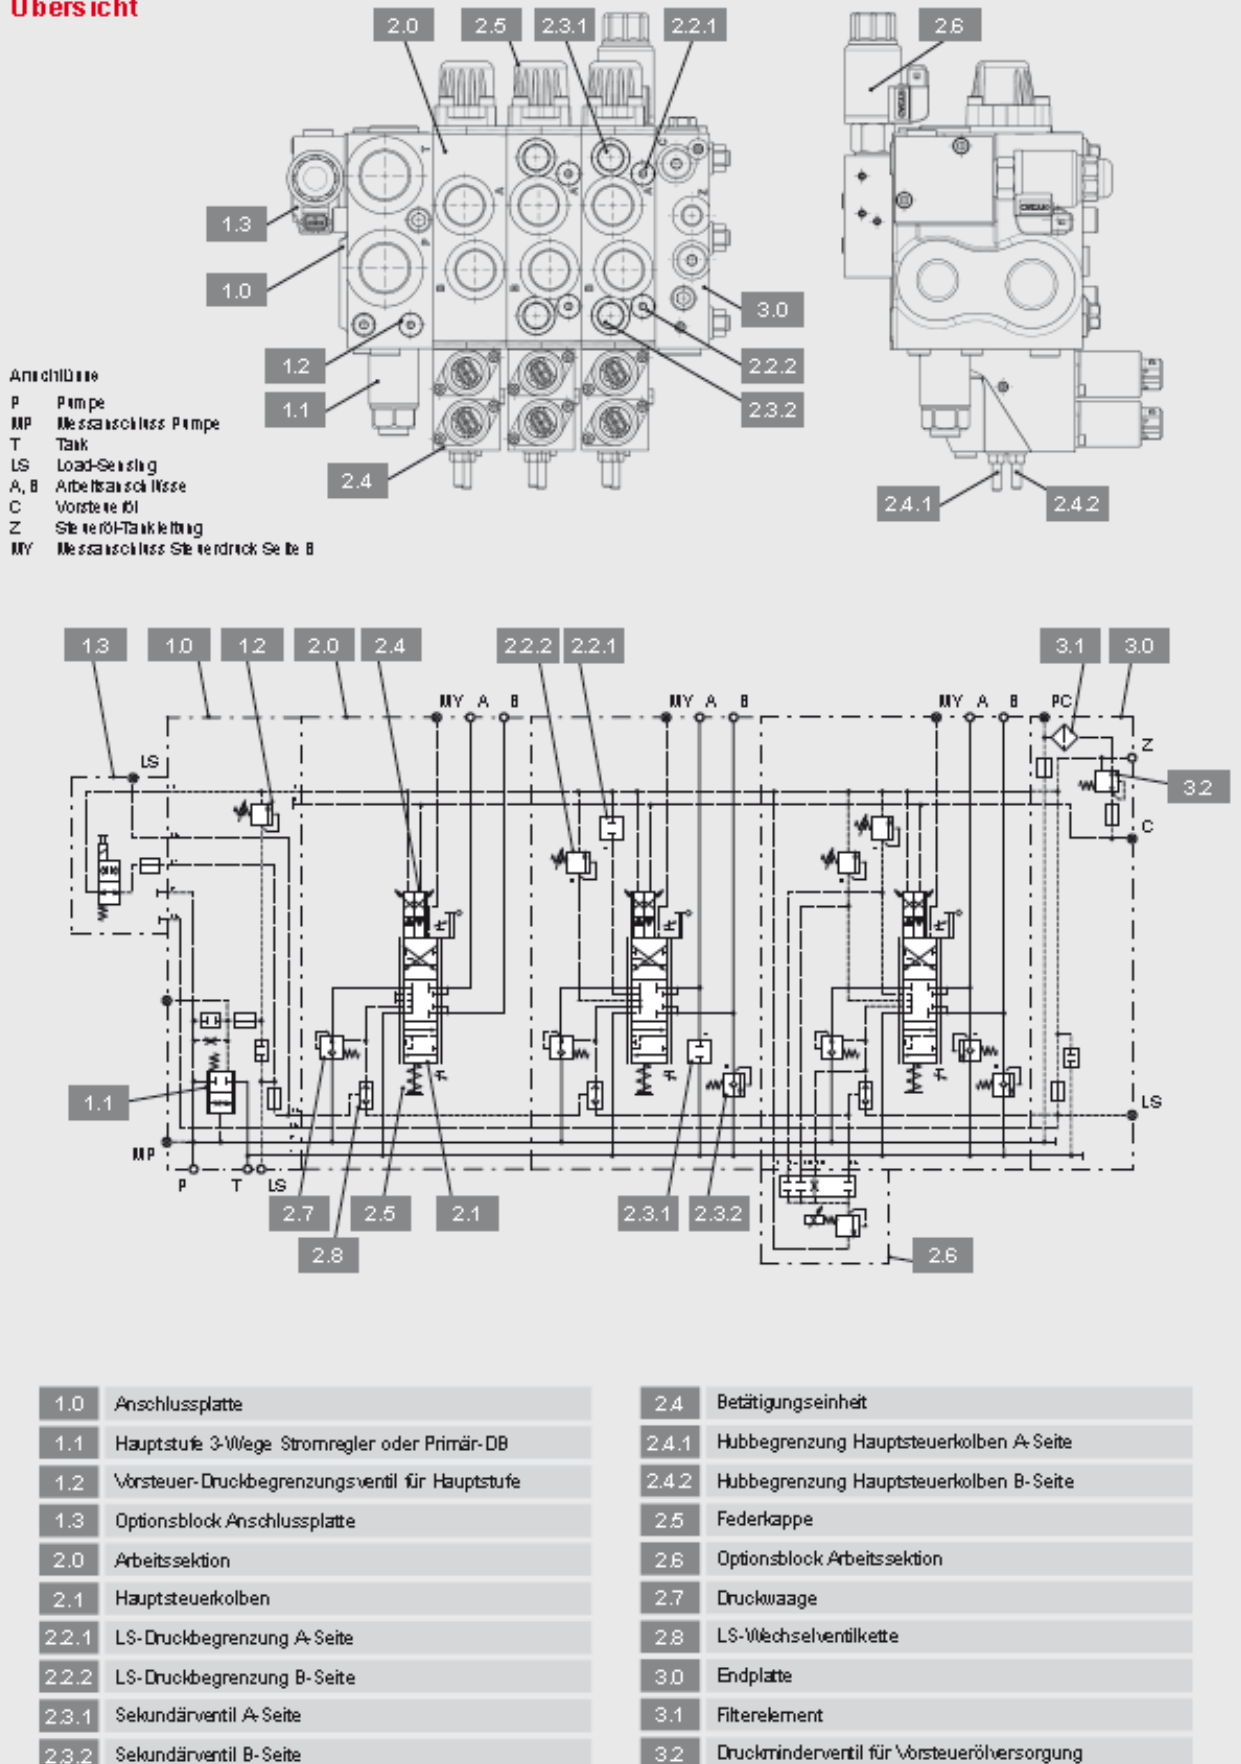 Übersicht
2.0
2.5
2.3.1
2.2.1
2.6
1.3
1.0
1.2
1.1
2.4
3.0
2.2.2
2.3.2
2.4.1
2.4.2
T
P
A
B
A
B
A
B
C
Z
Anschlüsse
P Pumpe
MP Messanschluss Pumpe
T Tank
LS Load-Sensing
A, B Arbeitsanschlüsse
C Vorsteueröl
Z Steueröl-Tankleitung
MY Messanschluss Steuerdruck Seite B
1.3
1.0
1.2
2.0
2.4
2.2.2
2.2.1
3.1
3.0
MY A B
MY A B
MY A B
PC
LS
Z
3.2
C
1.1
LS
MP
P T LS
2.7
2.5
2.1
2.3.1
2.3.2
2.8
2.6
1.0 Anschlussplatte
1.1 Hauptstufe 3-Wege Stromregler oder Primär-DB
1.2 Vorsteuer-Druckbegrenzungsventil für Hauptstufe
1.3 Optionsblock Anschlussplatte
2.0 Arbeitssektion
2.1 Hauptsteuerkolben
2.2.1 LS-Druckbegrenzung A-Seite
2.2.2 LS-Druckbegrenzung B-Seite
2.3.1 Sekundärventil A-Seite
2.3.2 Sekundärventil B-Seite
2.4 Betätigungseinheit
2.4.1 Hubbegrenzung Hauptsteuerkolben A-Seite
2.4.2 Hubbegrenzung Hauptsteuerkolben B-Seite
2.5 Federkappe
2.6 Optionsblock Arbeitssektion
2.7 Druckwaage
2.8 LS-Wechselventilkette
3.0 Endplatte
3.1 Filterelement
3.2 Druckminderventil für Vorsteuerölversorgung